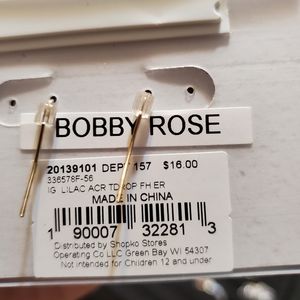 BOBBY ROSE
20139101 DEPT 157 $16.00
336578F-56
IG LILAC ACR TDROP FH ER
MADE IN CHINA
1 90007 32281 3
Distributed by Shopko Stores
Operating Co LLC Green Bay WI 54307
Not intended for Children 12 and under